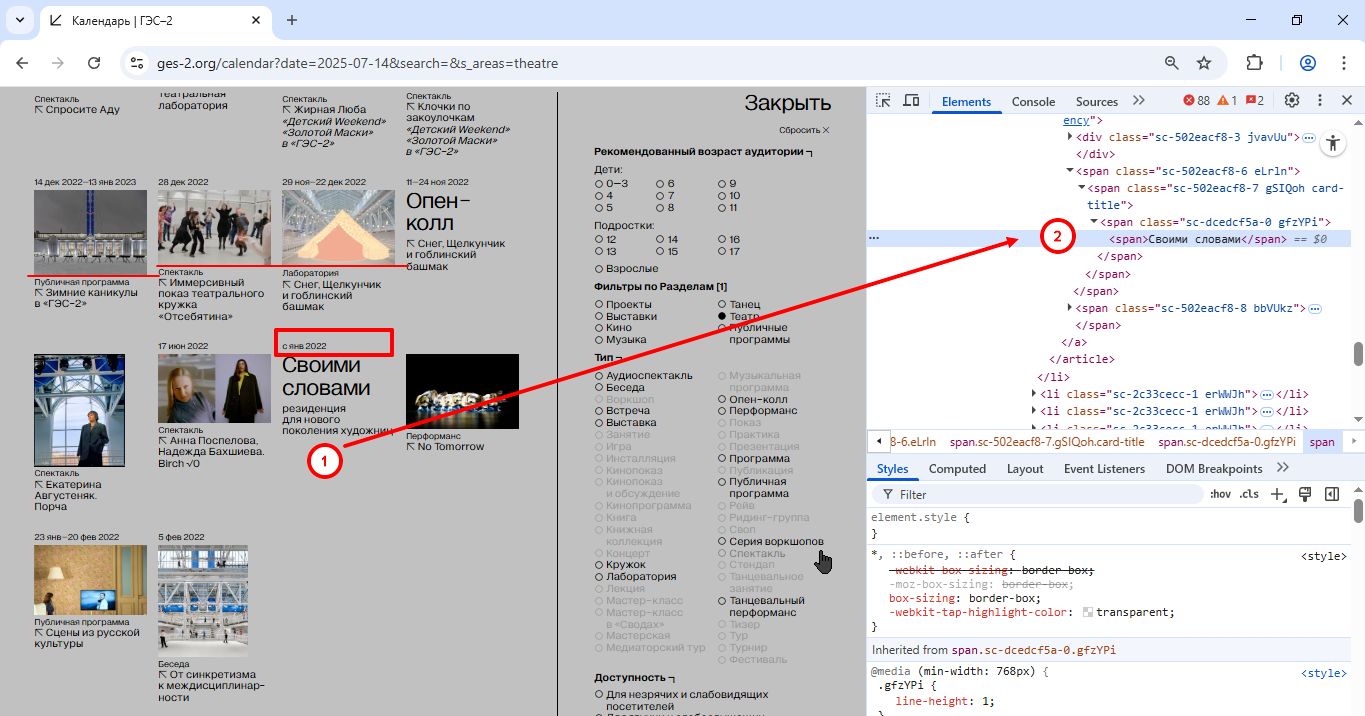 Календарь | ГЭС–2
ges-2.org/calendar?date=2025-07-14&search=&s_areas=theatre
Спектакль
Спросите Аду
театральная
лаборатория
Спектакль
Жирная Люба
«Детский Weekend»
«Золотой Маски»
в «ГЭС–2»
Спектакль
Клочки по
закоулочкам
«Детский Weekend»
«Золотой Маски»
в «ГЭС–2»
14 дек 2022–13 янв 2023
Публичная программа
Зимние каникулы
в «ГЭС–2»
28 дек 2022
Спектакль
Иммерсивный
показ театрального
кружка
«Отсебятина»
29 ноя–22 дек 2022
Лаборатория
Снег, Щелкунчик
и гоблинский
башмак
11–24 ноя 2022
Опен–
колл
Снег, Щелкунчик
и гоблинский
башмак
Спектакль
Екатерина
Августеняк.
Порча
17 июн 2022
Спектакль
Анна Поспелова,
Надежда Бахшиева.
Birch √0
с янв 2022
Своими
словами
резиденция
для нового
поколения художниц
1
Перформанс
No Tomorrow
23 янв–20 фев 2022
Публичная программа
Сцены из русской
культуры
5 фев 2022
Беседа
От синкретизма
к междисциплинар-
ности
Закрыть
Сбросить
Рекомендованный возраст аудитории
Дети:
0–3 6 9
4 7 10
5 8 11
Подростки:
12 14 16
13 15 17
Взрослые
Фильтры по Разделам [1]
Проекты
Выставки
Кино
Музыка
Танец
Театр
Публичные
программы
Тип
Аудиоспектакль
Беседа
Воркшоп
Встреча
Выставка
Занятие
Игра
Инсталляция
Кинопоказ
Кинопоказ
и обсуждение
Кинопрограмма
Книга
Книжная
коллекция
Концерт
Кружок
Лаборатория
Лекция
Мастер-класс
Мастер-класс
в «Сводах»
Мастерская
Медиаторский тур
Музыкальная
программа
Опен-колл
Перформанс
Показ
Практика
Презентация
Программа
Публикация
Публичная
программа
Рейв
Ридинг-группа
Своп
Серия воркшопов
Спектакль
Стендап
Танцевальное
занятие
Танцевальный
перформанс
Тизер
Тур
Турнир
Фестиваль
Доступность
Для незрячих и слабовидящих
посетителей
Elements Console Sources 88 1 2
ency">
<div class="sc-502eacf8-3 jvavUu">
</div>
<span class="sc-502eacf8-6 eLrln">
<span class="sc-502eacf8-7 gSIQoh card-
title">
<span class="sc-dcedcf5a-0 gfzYPi">
2
<span>Своими словами</span> == $0
</span>
</span>
</span>
<span class="sc-502eacf8-8 bbVUkz">
</span>
</a>
</article>
</li>
<li class="sc-2c33cecc-1 erWWJh"></li>
<li class="sc-2c33cecc-1 erWWJh"></li>
<li class="sc-2c33cecc-1 erWWJh"></li>
8-6.eLrln span.sc-502eacf8-7.gSIQoh.card-title span.sc-dcedcf5a-0.gfzYPi span
Styles Computed Layout Event Listeners DOM Breakpoints
Filter :hov .cls
element.style {
}
*, ::before, ::after { <style>
-webkit-box-sizing: border-box;
-moz-box-sizing: border-box;
box-sizing: border-box;
-webkit-tap-highlight-color: transparent;
}
Inherited from span.sc-dcedcf5a-0.gfzYPi
@media (min-width: 768px) {
.gfzYPi { <style>
line-height: 1;
}